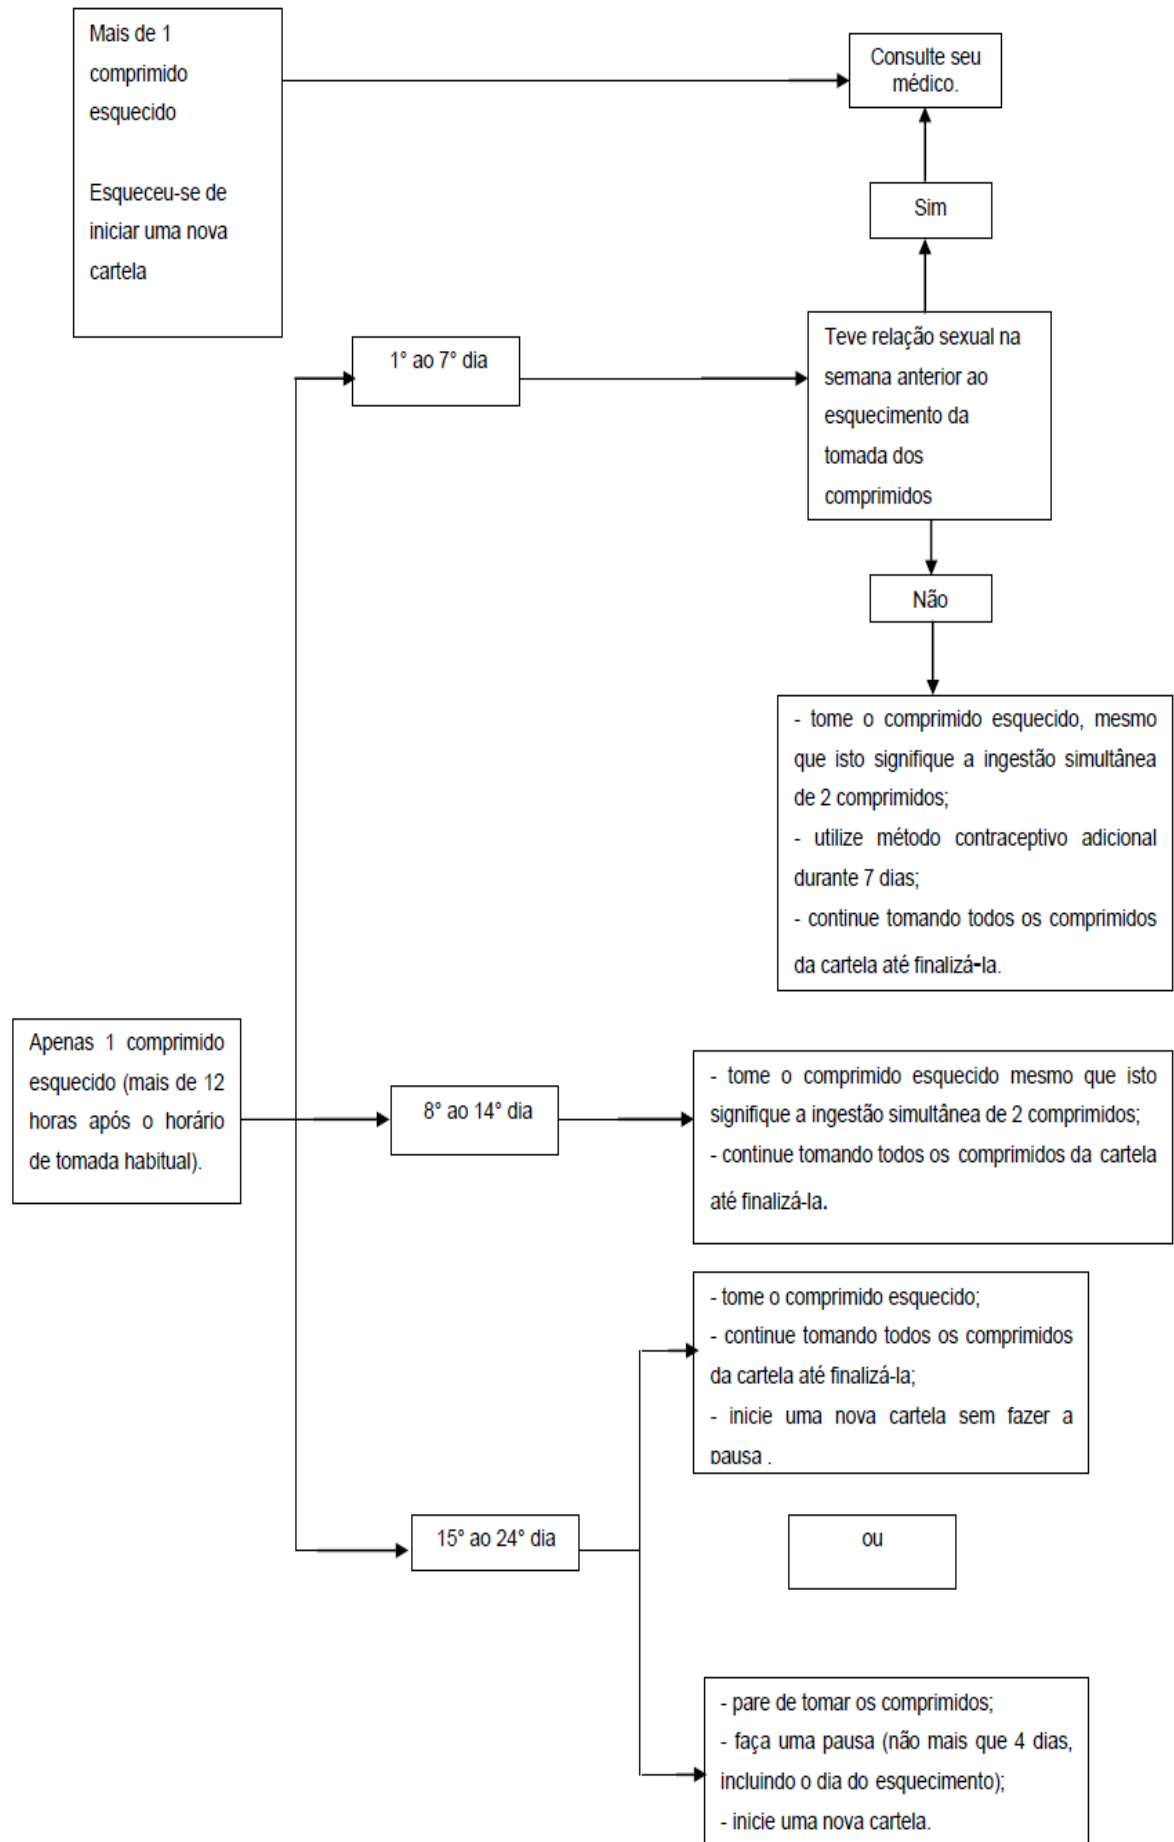 Mais de 1
comprimido
esquecido
Esqueceu-se de
iniciar uma nova
cartela
Consulte seu
médico.
Sim
1° ao 7° dia
Teve relação sexual na
semana anterior ao
esquecimento da
tomada dos
comprimidos
Não
- tome o comprimido esquecido, mesmo
que isto signifique a ingestão simultânea
de 2 comprimidos;
- utilize método contraceptivo adicional
durante 7 dias;
- continue tomando todos os comprimidos
da cartela até finalizá-la.
Apenas 1 comprimido
esquecido (mais de 12
horas após o horário
de tomada habitual).
8° ao 14° dia
- tome o comprimido esquecido mesmo que isto
signifique a ingestão simultânea de 2 comprimidos;
- continue tomando todos os comprimidos da cartela
até finalizá-la.
- tome o comprimido esquecido;
- continue tomando todos os comprimidos
da cartela até finalizá-la;
- inicie uma nova cartela sem fazer a
pausa .
15° ao 24° dia
ou
- pare de tomar os comprimidos;
- faça uma pausa (não mais que 4 dias,
incluindo o dia do esquecimento);
- inicie uma nova cartela.